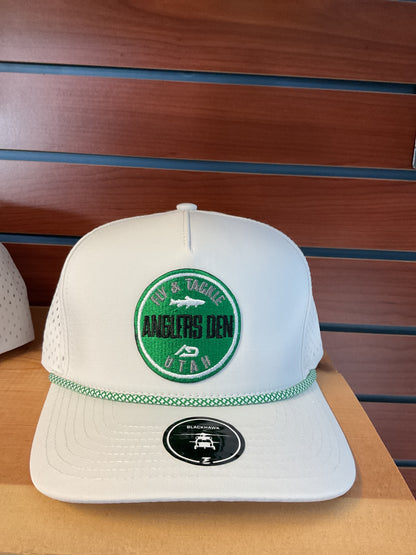 FLY & TACKLE
ANGLERS DEN
UTAH
BLACKHAWK